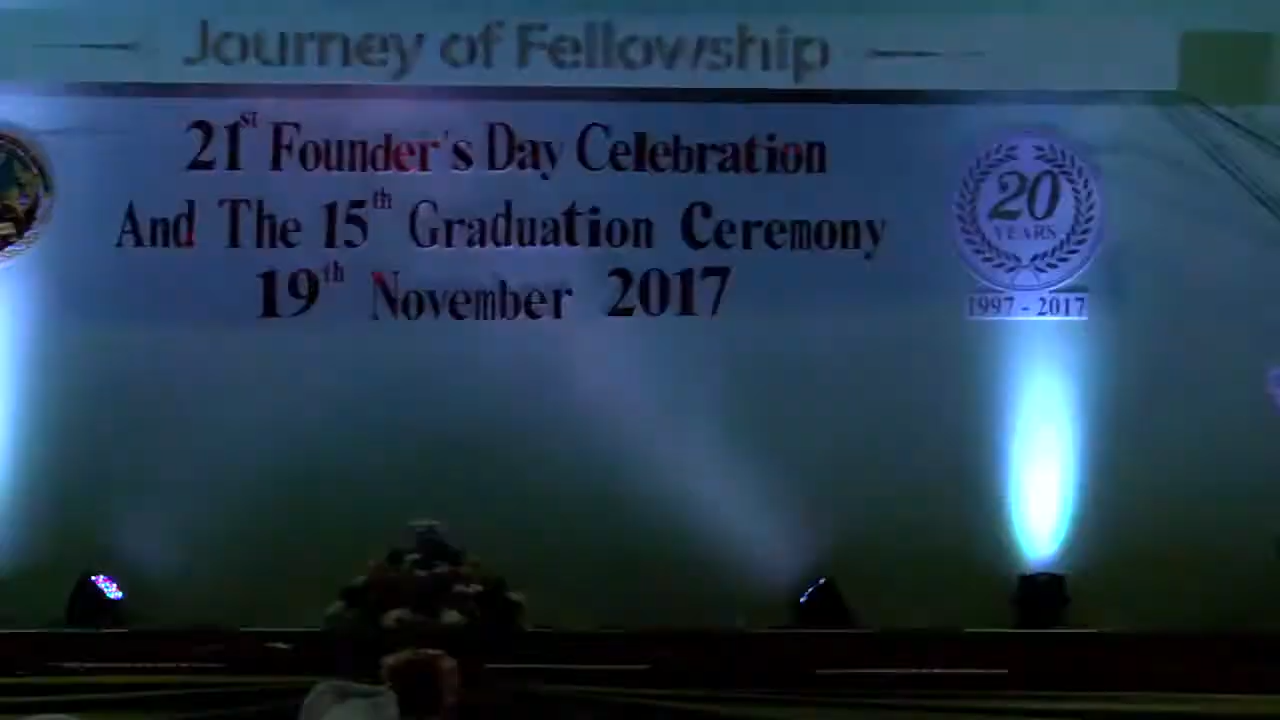 Journey of Fellowship
21st Founder's Day Celebration
And The 15th Graduation Ceremony
19th November 2017
20
YEARS
1997 - 2017